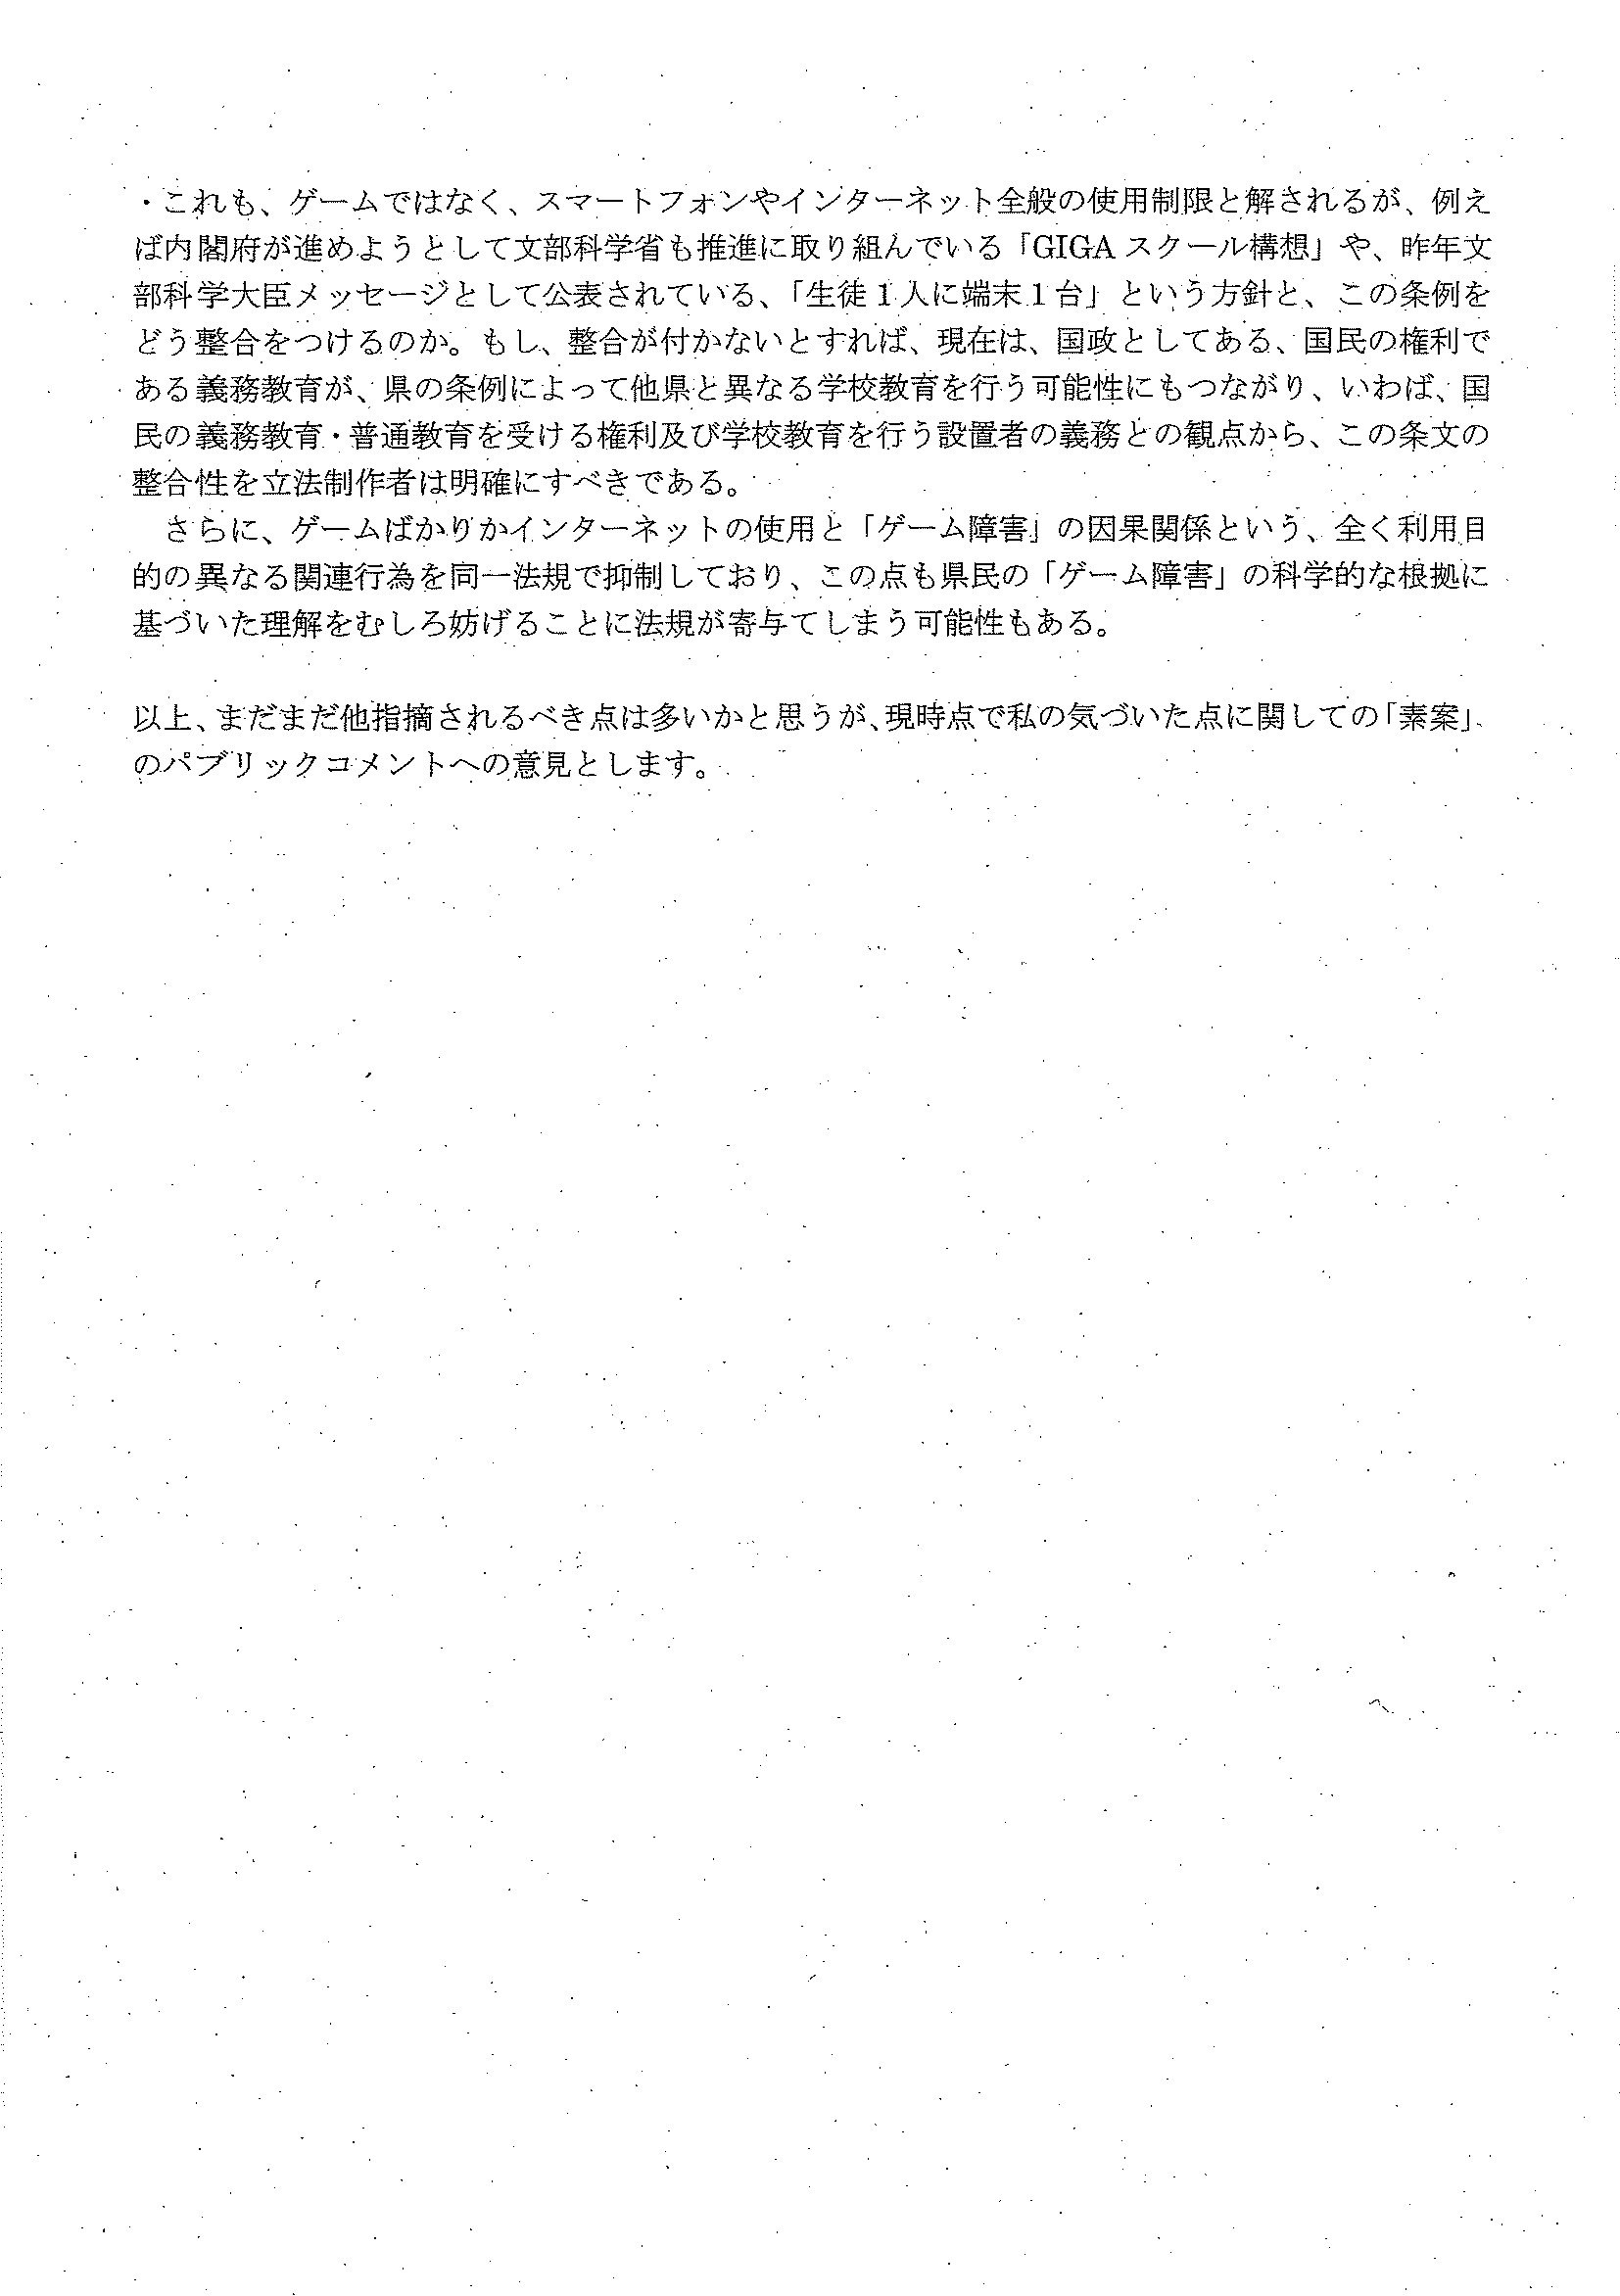 ・これも、ゲームではなく、スマートフォンやインターネット全般の使用制限と解されるが、例え
ば内閣府が進めようとして文部科学省も推進に取り組んでいる「GIGA スクール構想」や、昨年文
部科学大臣メッセージとして公表されている、「生徒１人に端末１台」という方針と、この条例を
どう整合をつけるのか。もし、整合が付かないとすれば、現在は、国政としてある、国民の権利で
ある義務教育が、県の条例によって他県と異なる学校教育を行う可能性にもつながり、いわば、国
民の義務教育・普通教育を受ける権利及び学校教育を行う設置者の義務との観点から、この条文の
整合性を立法制作者は明確にすべきである。
　さらに、ゲームばかりかインターネットの使用と「ゲーム障害」の因果関係という、全く利用目
的の異なる関連行為を同一法規で抑制しており、この点も県民の「ゲーム障害」の科学的な根拠に
基づいた理解をむしろ妨げることに法規が寄与てしまう可能性もある。
以上、まだまだ他指摘されるべき点は多いかと思うが、現時点で私の気づいた点に関しての「素案」
のパブリックコメントへの意見とします。